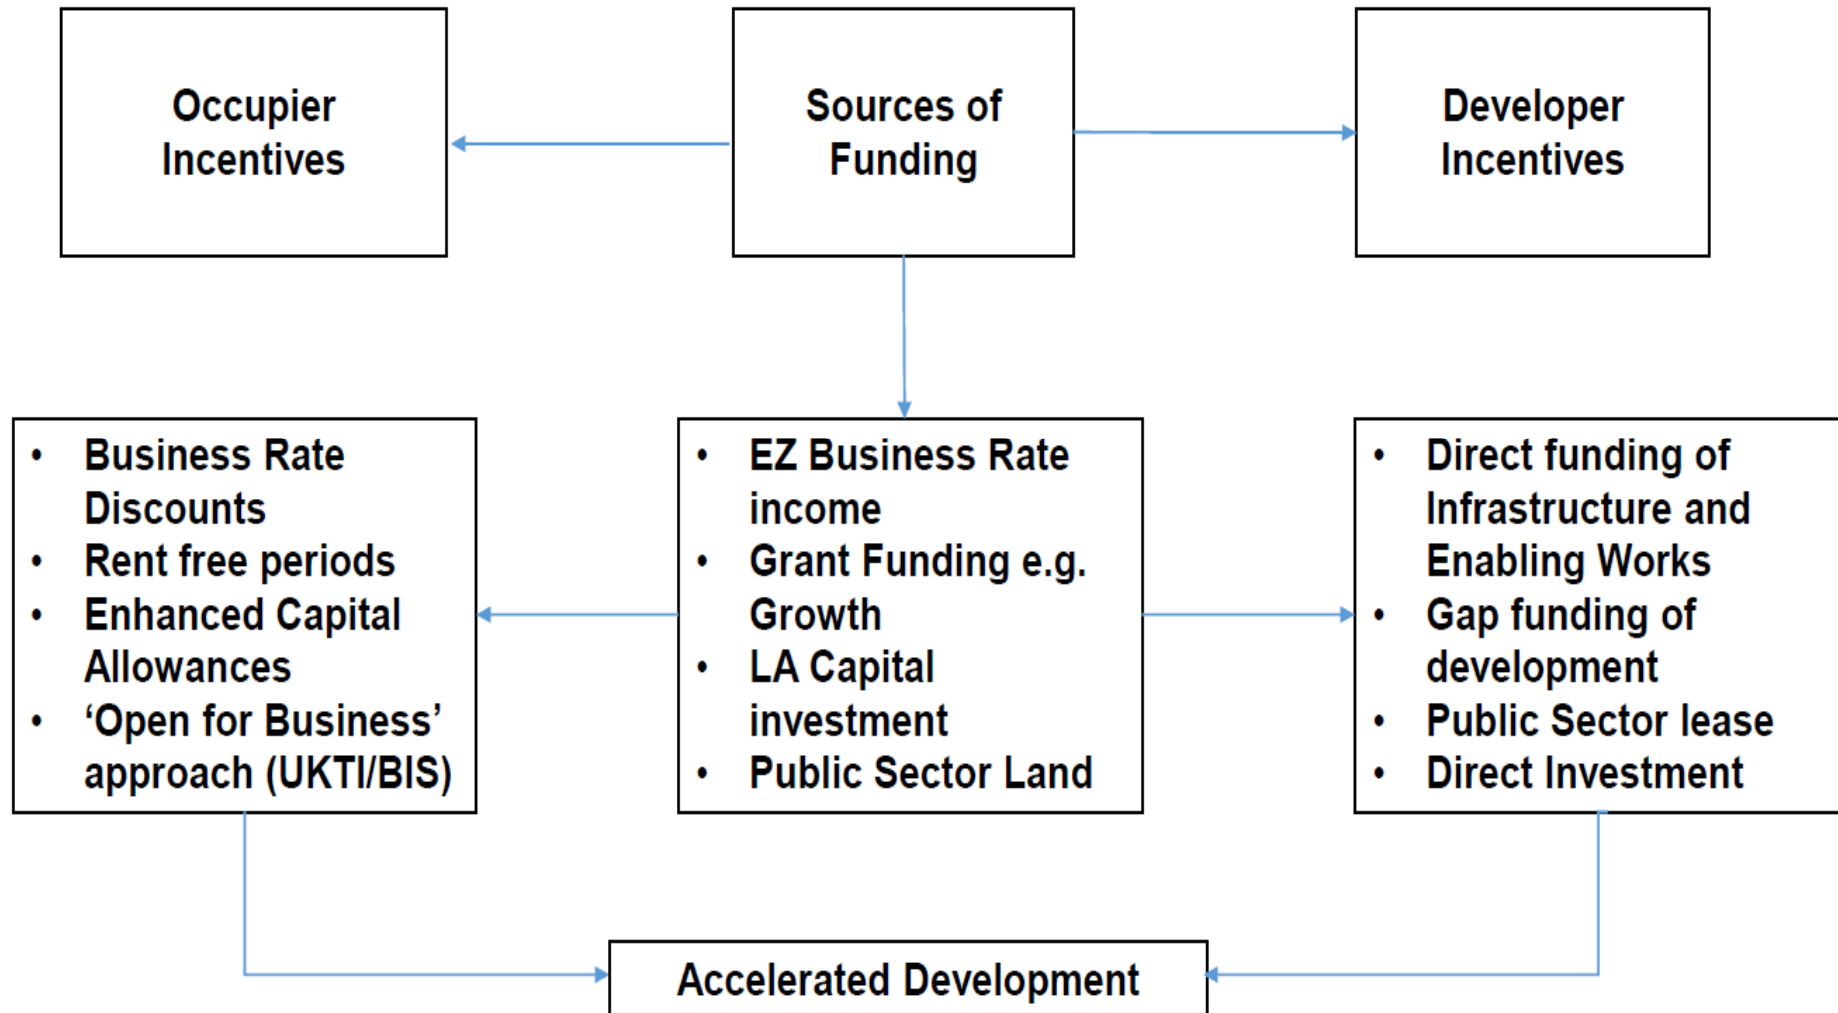 Occupier
Incentives
Sources of
Funding
Developer
Incentives
• Business Rate
Discounts
• Rent free periods
• Enhanced Capital
Allowances
• ‘Open for Business’
approach (UKTI/BIS)
• EZ Business Rate
income
• Grant Funding e.g.
Growth
• LA Capital
investment
• Public Sector Land
• Direct funding of
Infrastructure and
Enabling Works
• Gap funding of
development
• Public Sector lease
• Direct Investment
Accelerated Development